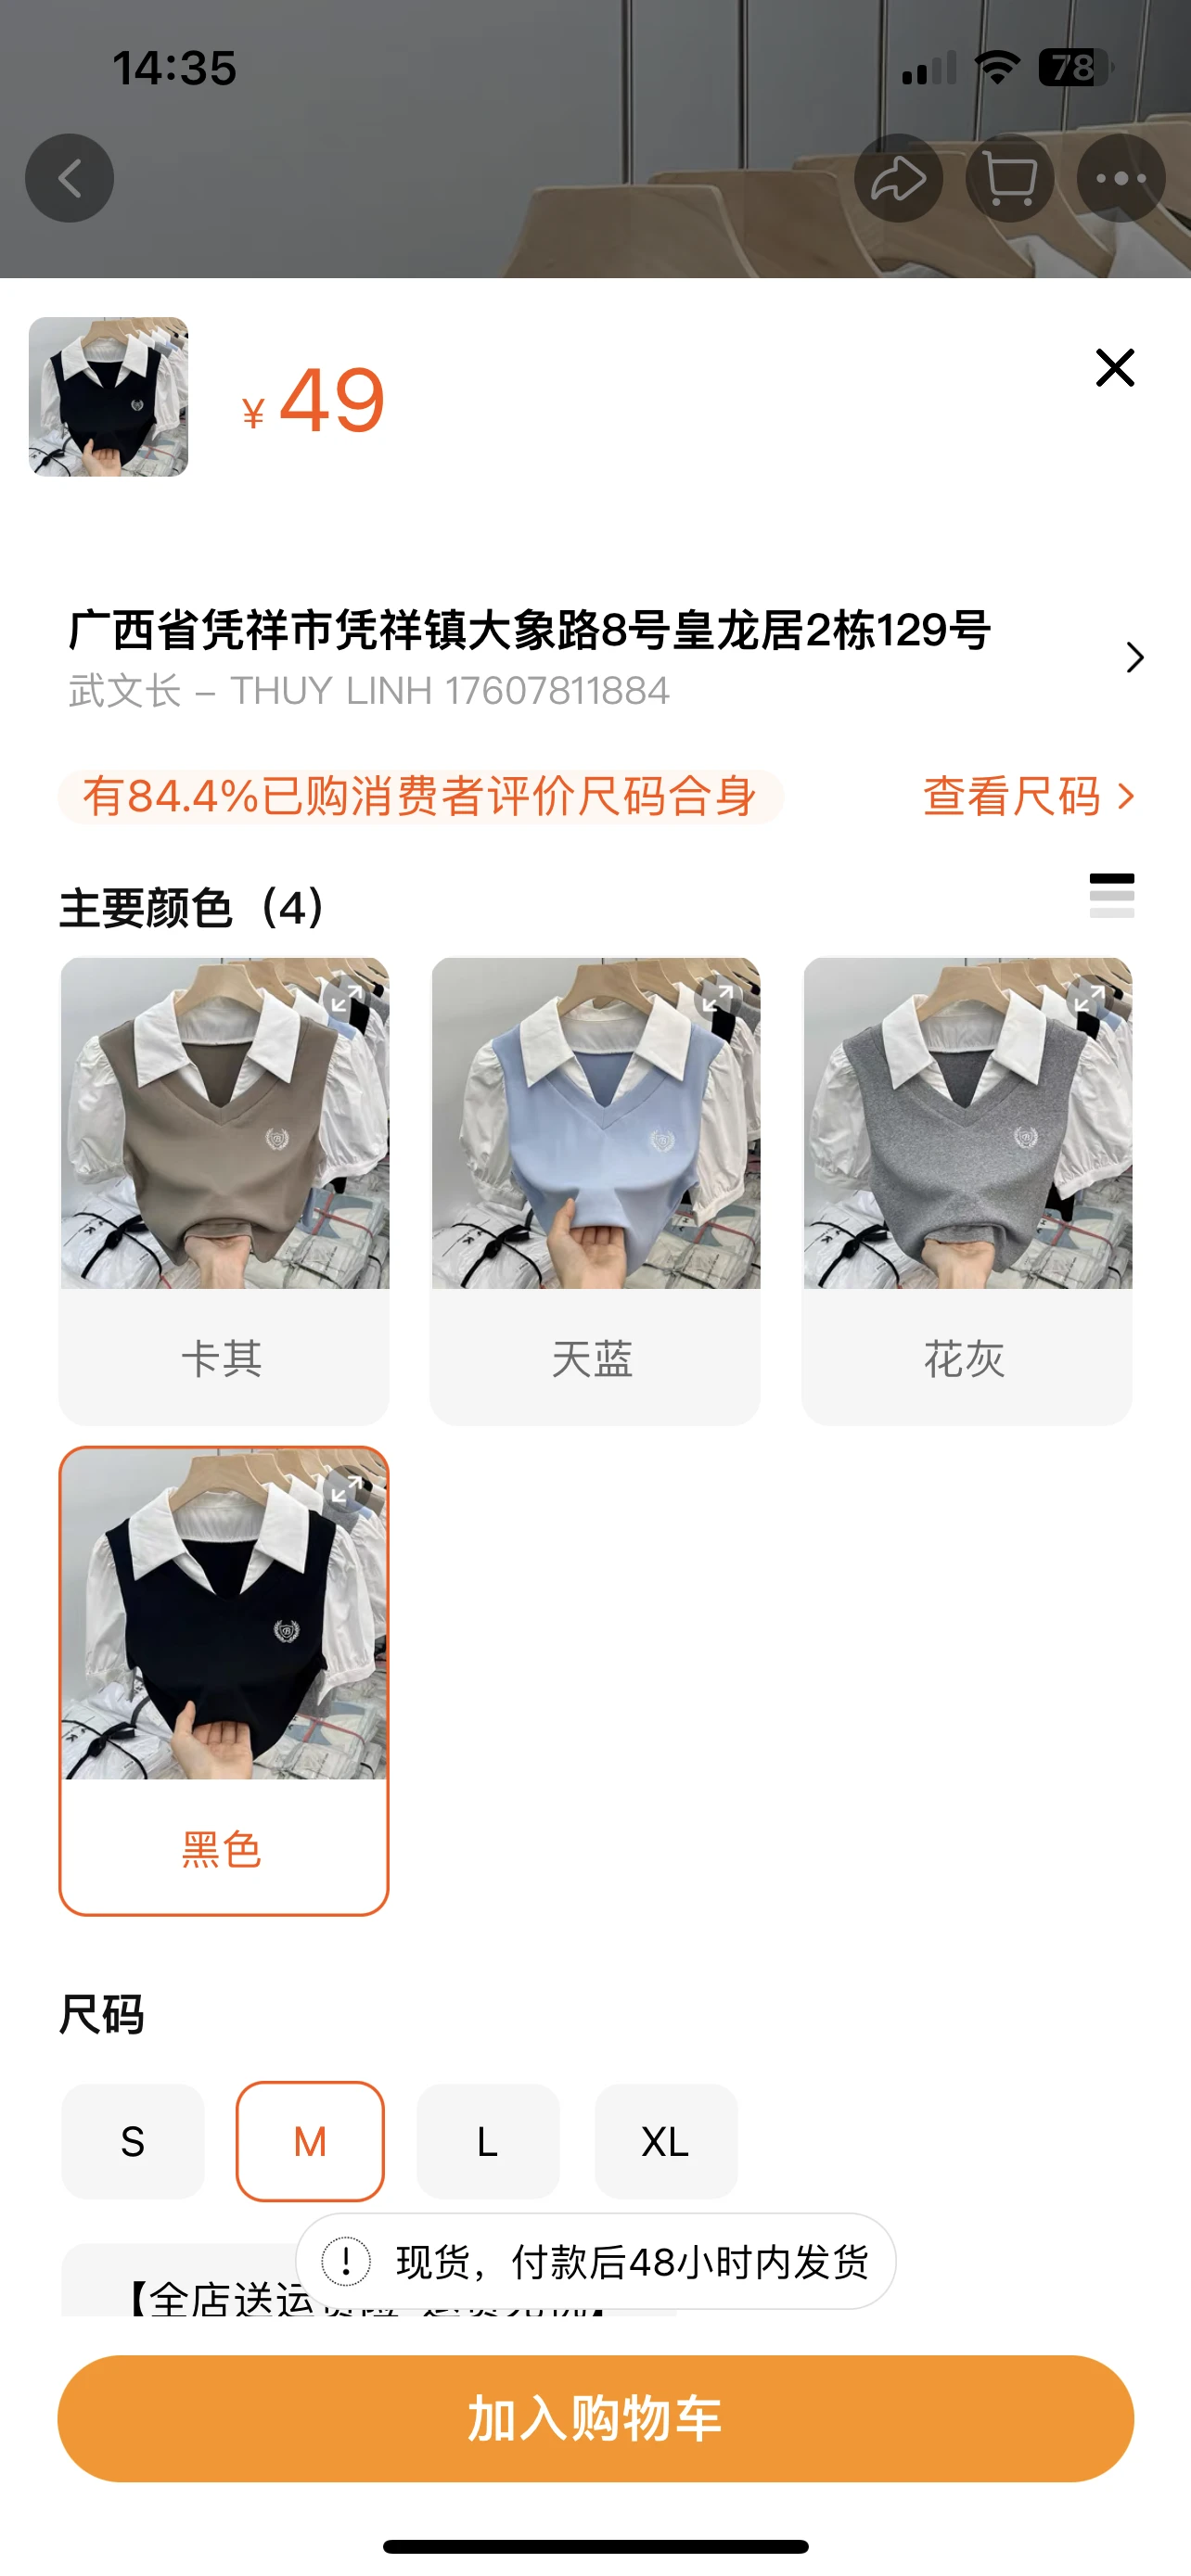 14:35
78
¥ 49
广西省凭祥市凭祥镇大象路8号皇龙居2栋129号
武文长 – THUY LINH 17607811884
有84.4%已购消费者评价尺码合身
查看尺码
主要颜色（4）
卡其
天蓝
花灰
黑色
尺码
S
M
L
XL
现货，付款后48小时内发货
【全店送运
加入购物车